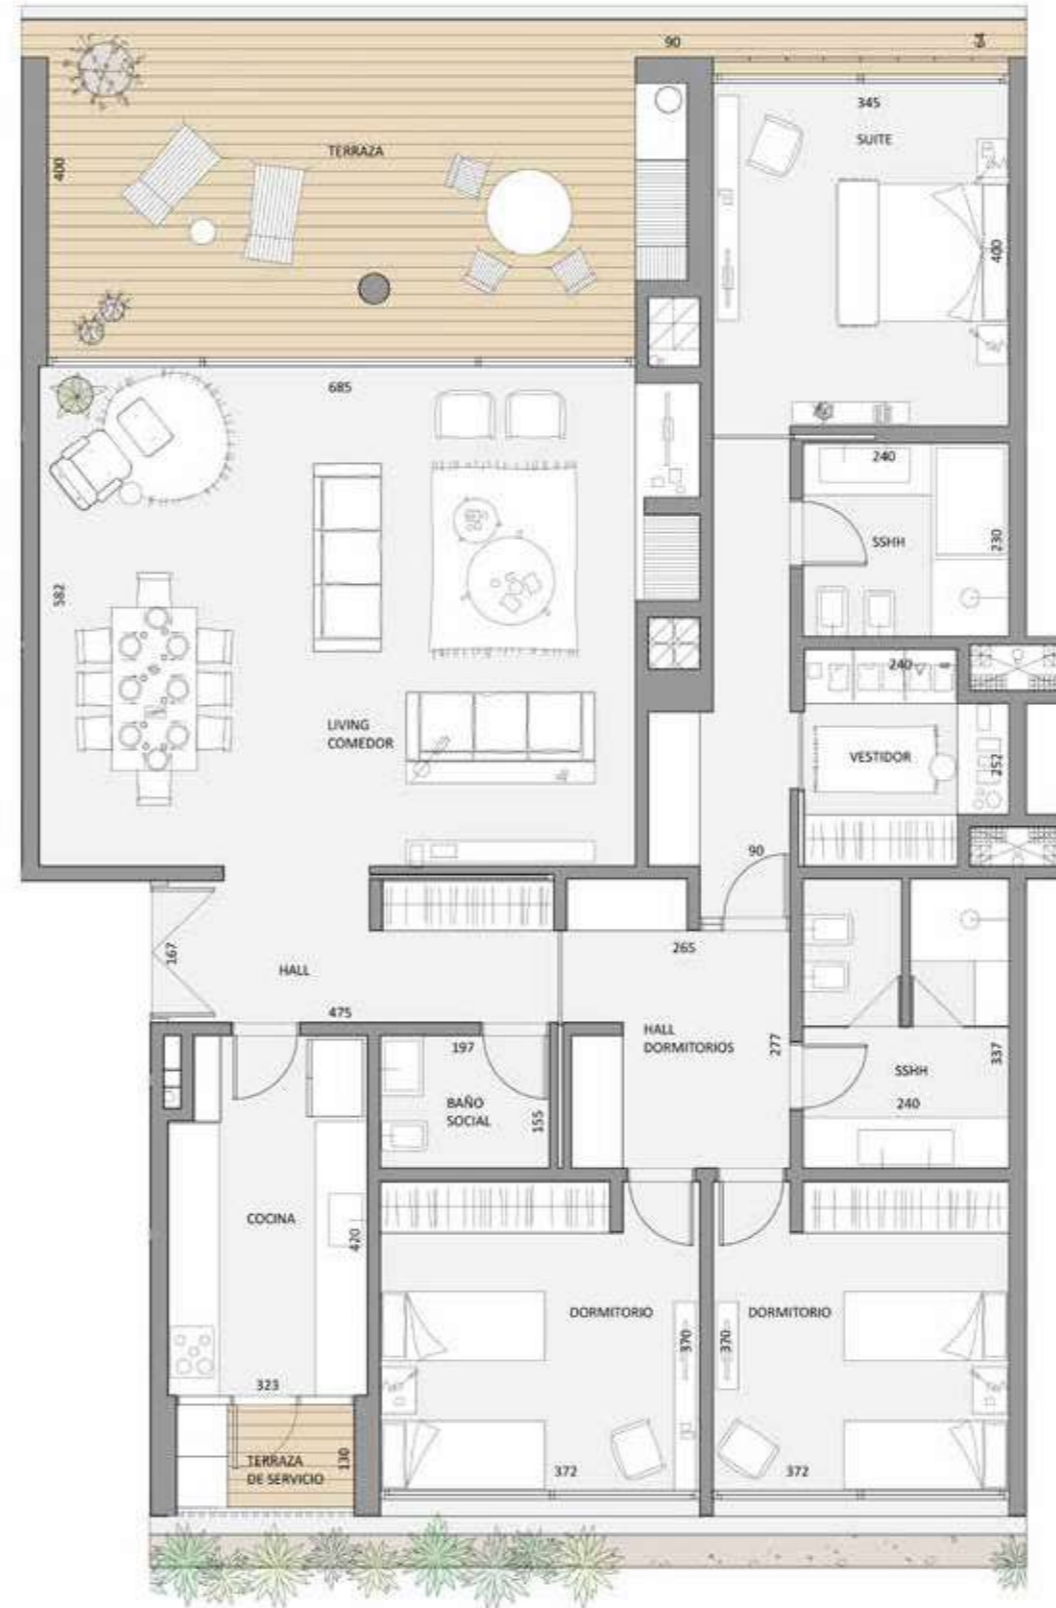 90
64
345
SUITE
TERRAZA
400
400
685
240
SSHH
230
582
240
LIVING
COMEDOR
VESTIDOR
252
90
167
HALL
265
475
HALL
DORMITORIOS
277
197
BAÑO
SOCIAL
155
337
SSHH
240
COCINA
420
DORMITORIO
370
370
DORMITORIO
323
TERRAZA
DE SERVICIO
130
372
372